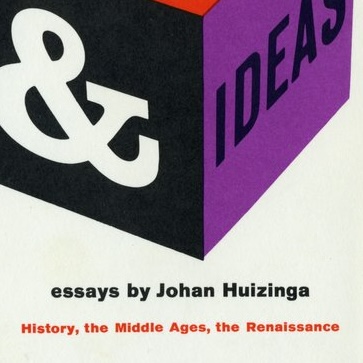 &
IDEAS
essays by Johan Huizinga
History, the Middle Ages, the Renaissance